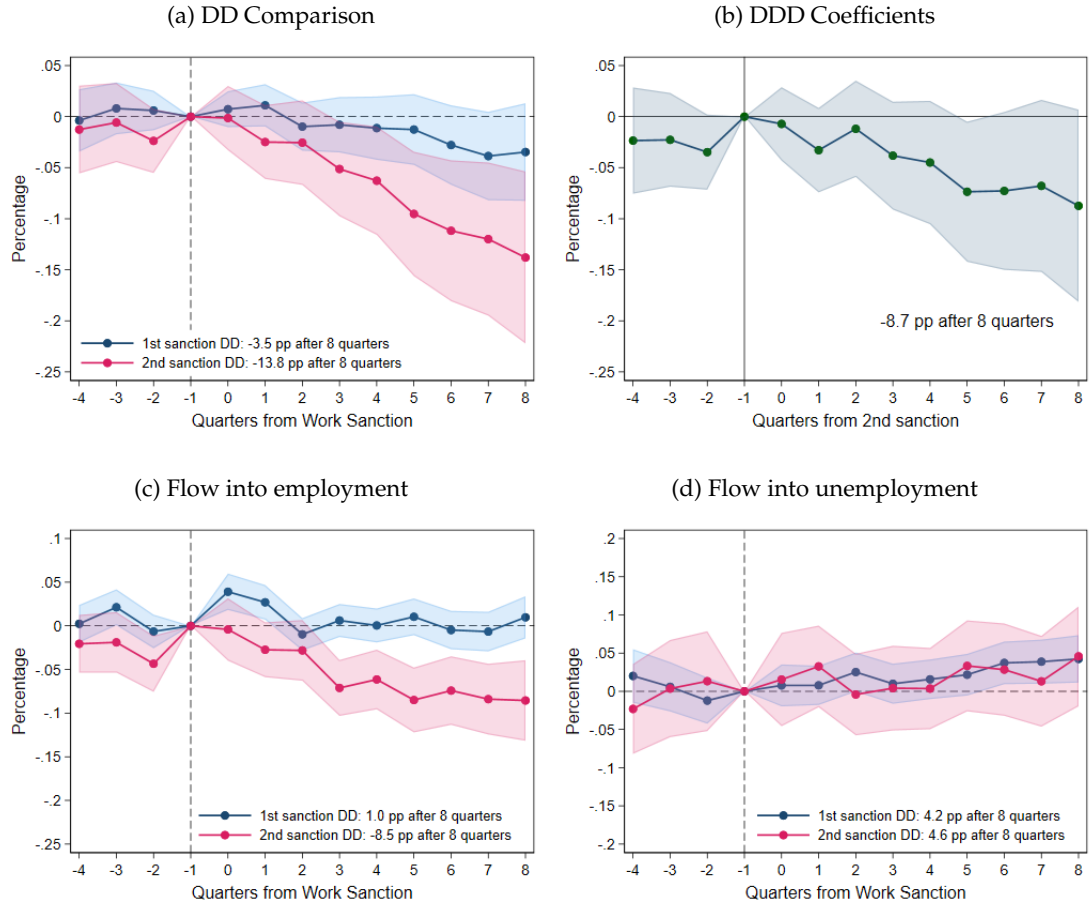 (a) DD Comparison
.05
0
-.05
-.1
-.15
-.2
-.25
Percentage
1st sanction DD: -3.5 pp after 8 quarters
2nd sanction DD: -13.8 pp after 8 quarters
-4 -3 -2 -1 0 1 2 3 4 5 6 7 8
Quarters from Work Sanction
(b) DDD Coefficients
.05
0
-.05
-.1
-.15
-.2
-.25
Percentage
-8.7 pp after 8 quarters
-4 -3 -2 -1 0 1 2 3 4 5 6 7 8
Quarters from 2nd sanction
(c) Flow into employment
.1
.05
0
-.05
-.1
-.15
-.2
-.25
Percentage
1st sanction DD: 1.0 pp after 8 quarters
2nd sanction DD: -8.5 pp after 8 quarters
-4 -3 -2 -1 0 1 2 3 4 5 6 7 8
Quarters from Work Sanction
(d) Flow into unemployment
.2
.15
.1
.05
0
-.05
-.1
-.15
-.2
Percentage
1st sanction DD: 4.2 pp after 8 quarters
2nd sanction DD: 4.6 pp after 8 quarters
-4 -3 -2 -1 0 1 2 3 4 5 6 7 8
Quarters from Work Sanction